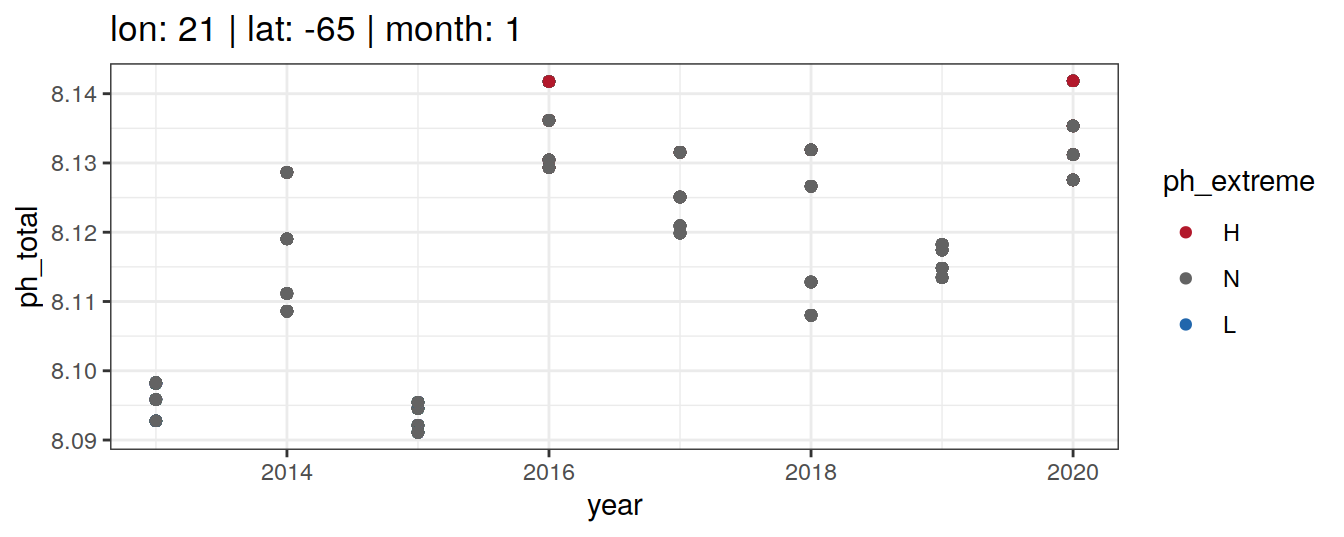 lon: 21 | lat: -65 | month: 1
ph_total
8.14
8.13
8.12
8.11
8.10
8.09
2014 2016 2018 2020
year
ph_extreme
H
N
L